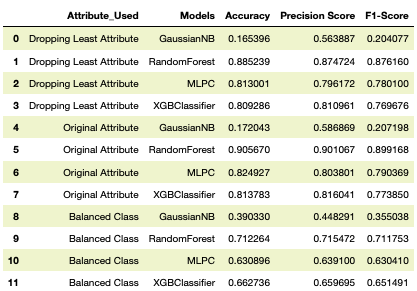 Attribute_Used Models Accuracy Precision Score F1-Score
0 Dropping Least Attribute GaussianNB 0.165396 0.563887 0.204077
1 Dropping Least Attribute RandomForest 0.885239 0.874724 0.876160
2 Dropping Least Attribute MLPC 0.813001 0.796172 0.780100
3 Dropping Least Attribute XGBClassifier 0.809286 0.810961 0.769676
4 Original Attribute GaussianNB 0.172043 0.586869 0.207198
5 Original Attribute RandomForest 0.905670 0.901067 0.899168
6 Original Attribute MLPC 0.824927 0.803801 0.790369
7 Original Attribute XGBClassifier 0.813783 0.816041 0.773850
8 Balanced Class GaussianNB 0.390330 0.448291 0.355038
9 Balanced Class RandomForest 0.712264 0.715472 0.711753
10 Balanced Class MLPC 0.630896 0.639100 0.630410
11 Balanced Class XGBClassifier 0.662736 0.659695 0.651491